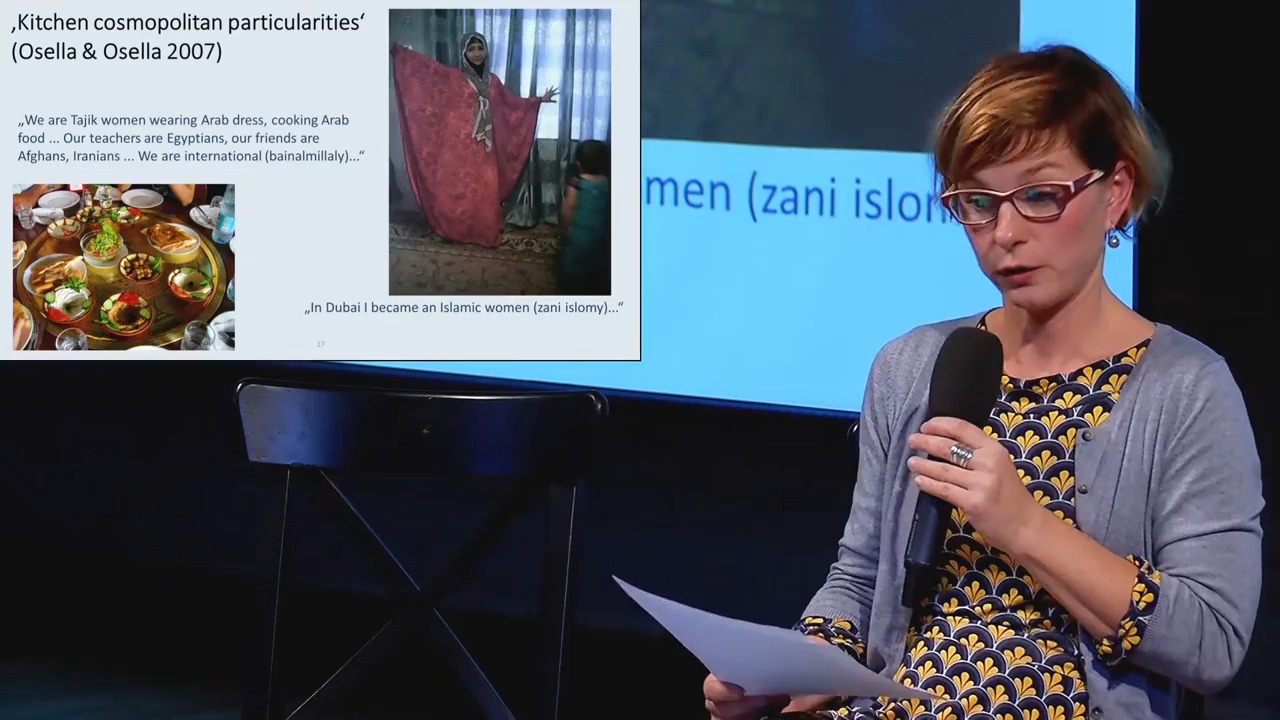 ‚Kitchen cosmopolitan particularities‘
(Osella & Osella 2007)
„We are Tajik women wearing Arab dress, cooking Arab
food ... Our teachers are Egyptians, our friends are
Afghans, Iranians ... We are international (bainalmillaly)...“
„In Dubai I became an Islamic women (zani islomy)...“
17
men (zani islom